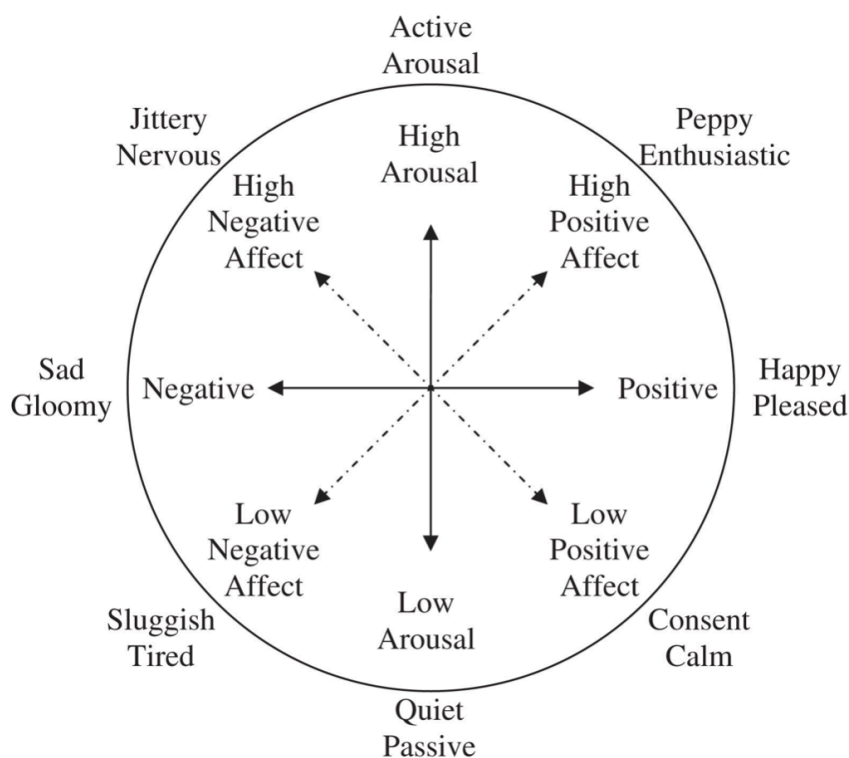 Active
Arousal
Jittery
Nervous
Peppy
Enthusiastic
High
Arousal
High
Negative
Affect
High
Positive
Affect
Sad
Gloomy
Negative
Positive
Happy
Pleased
Low
Negative
Affect
Low
Positive
Affect
Low
Arousal
Sluggish
Tired
Consent
Calm
Quiet
Passive